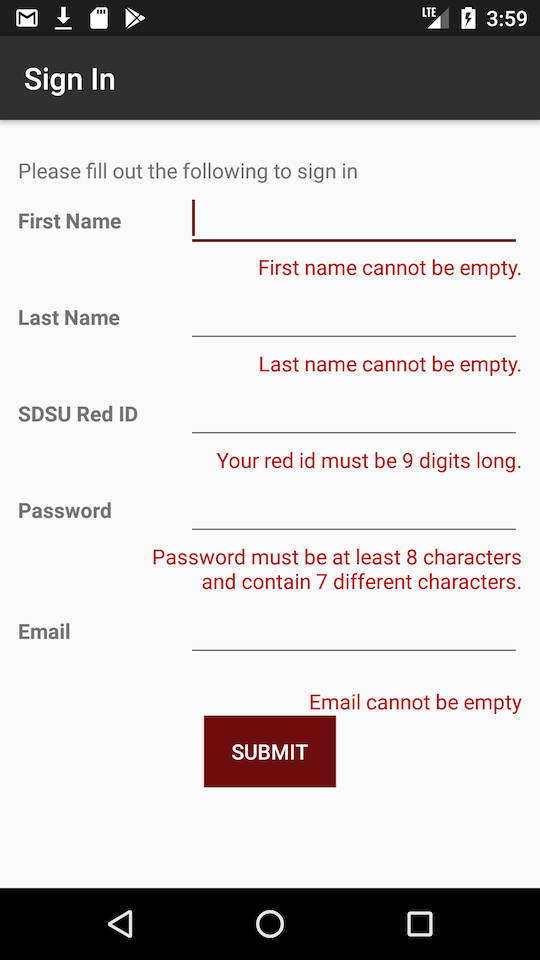 LTE
3:59
Sign In
Please fill out the following to sign in
First Name
First name cannot be empty.
Last Name
Last name cannot be empty.
SDSU Red ID
Your red id must be 9 digits long.
Password
Password must be at least 8 characters
and contain 7 different characters.
Email
Email cannot be empty
SUBMIT